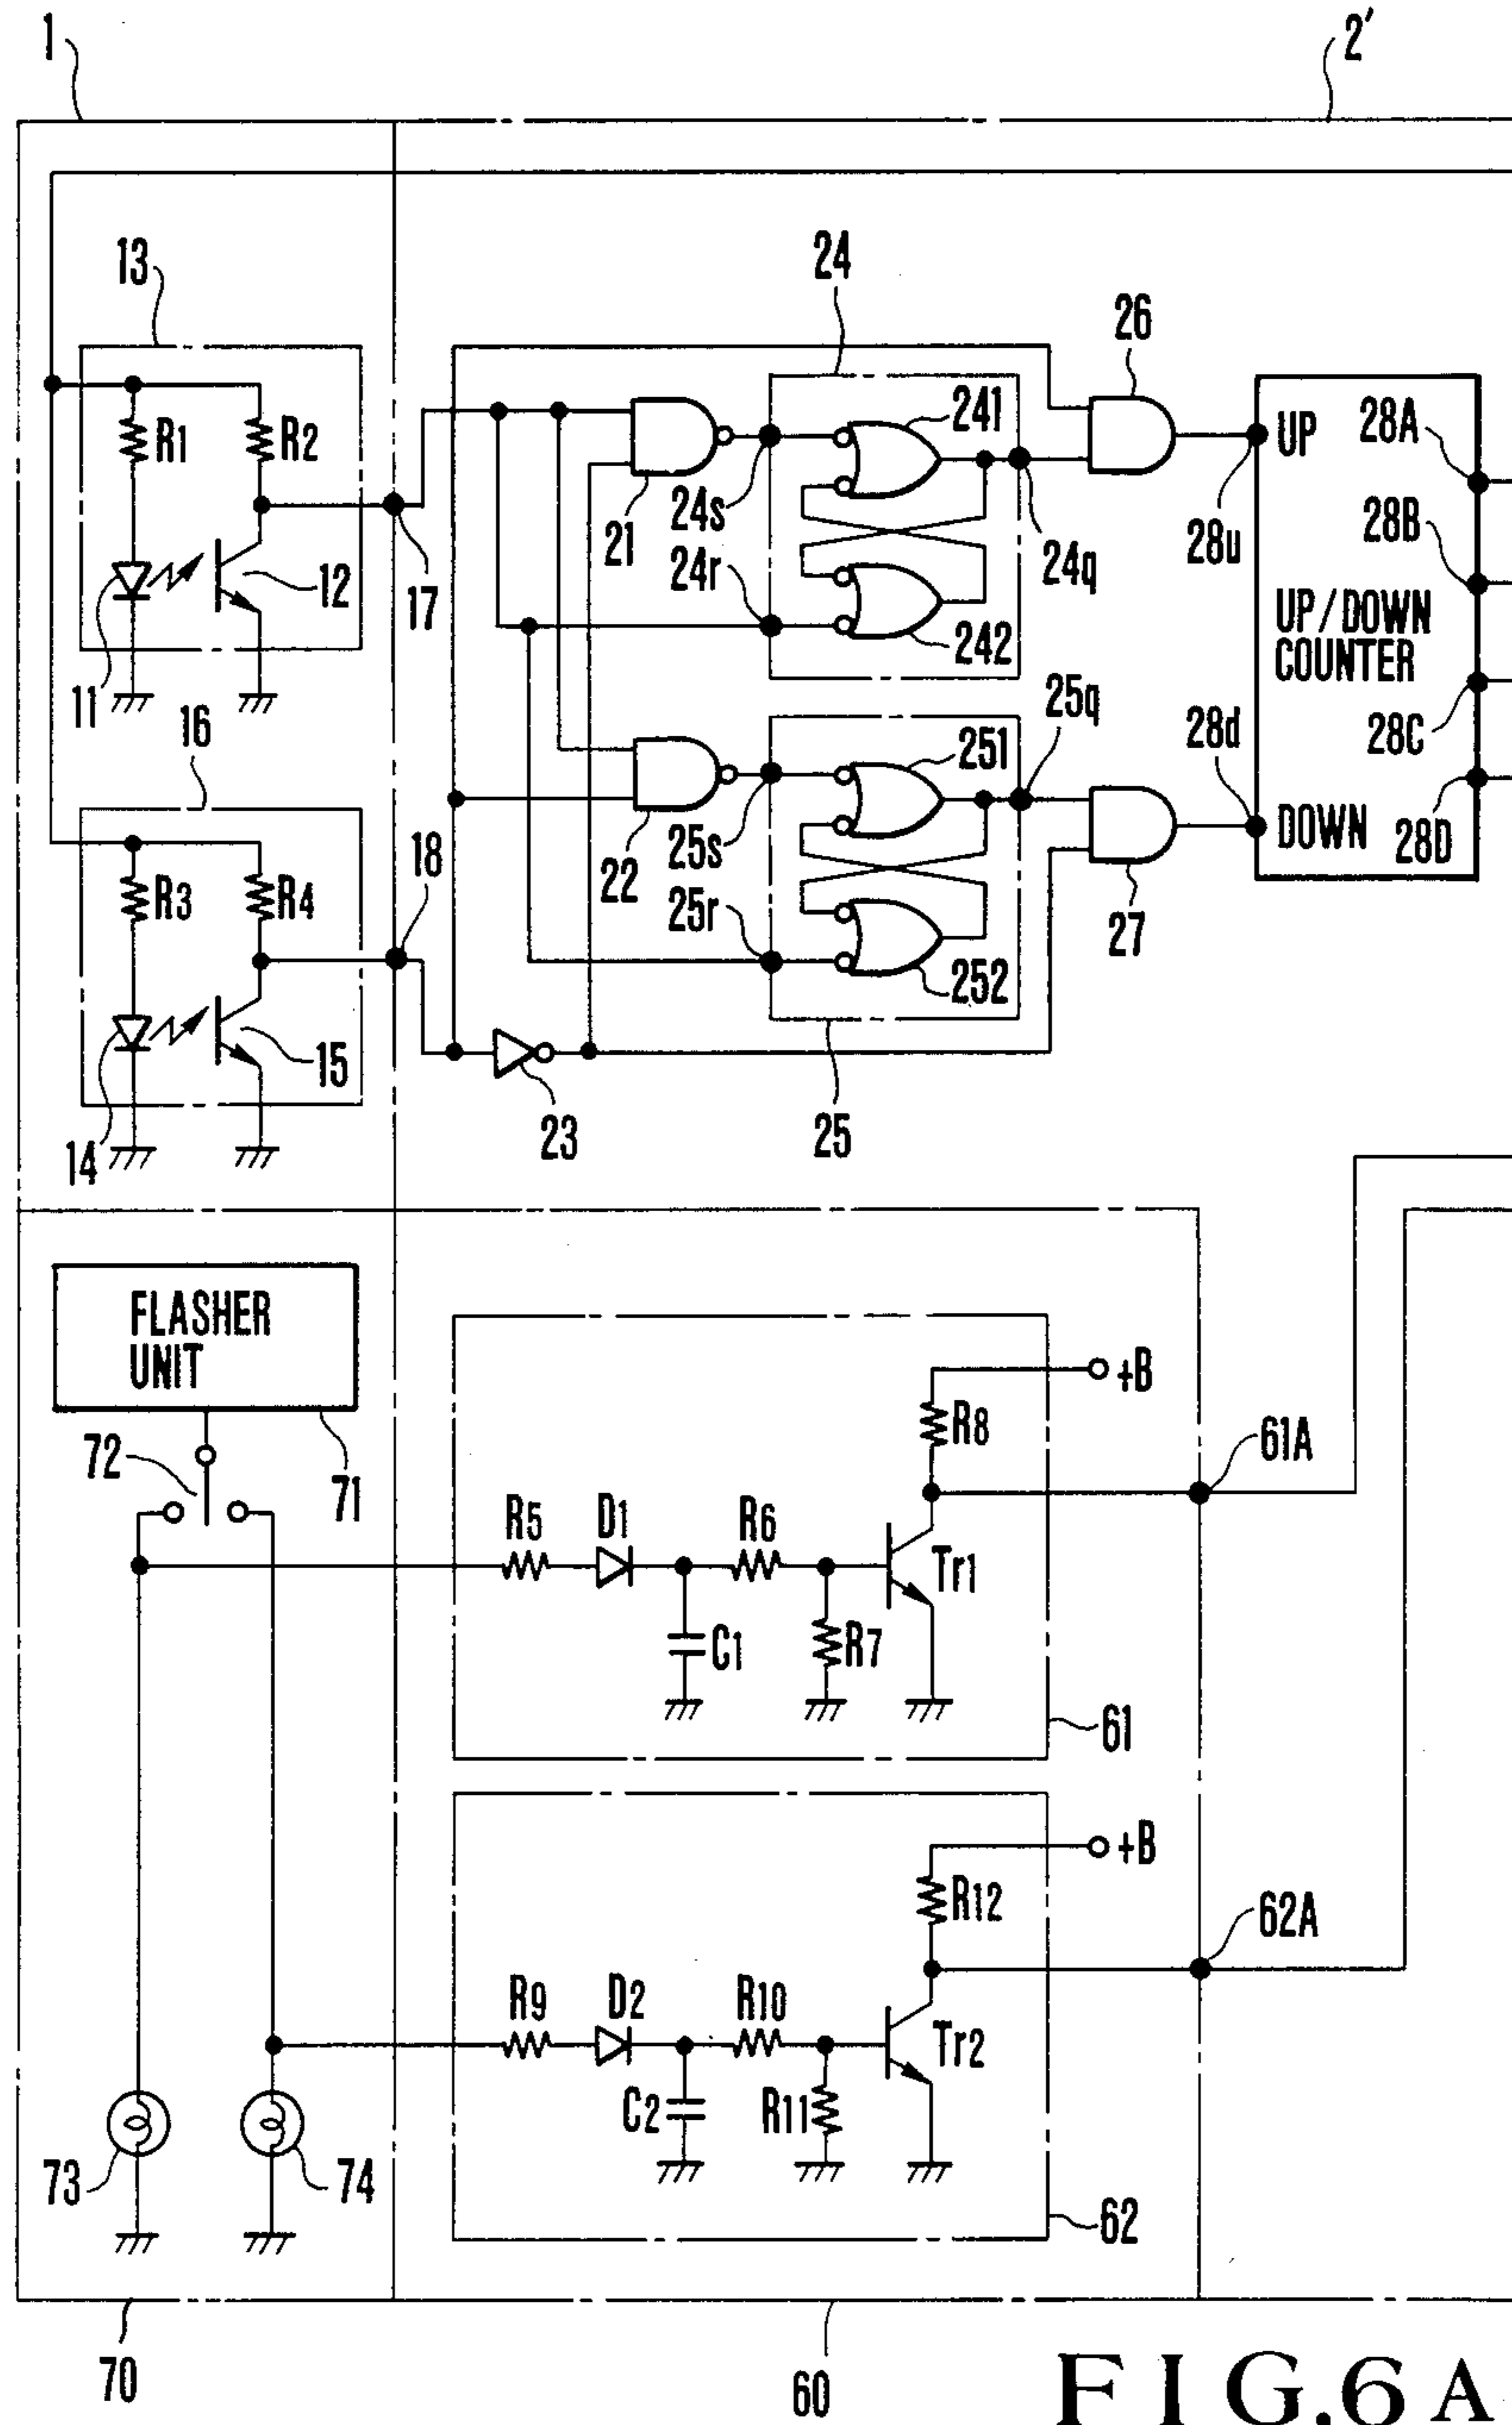 1
2'
13
24
26
R1
R2
241
UP
28A
21
24s
24r
24q
28u
28B
12
17
UP/DOWN
COUNTER
242
11
16
25q
28d
28C
251
DOWN
28D
22
25s
18
R3
R4
25r
27
252
15
14
23
25
FLASHER
UNIT
+B
R8
61A
72
71
R5
D1
R6
Tr1
C1
R7
61
+B
R12
62A
R9
D2
R10
Tr2
C2
R11
73
74
62
70
60
FIG.6A